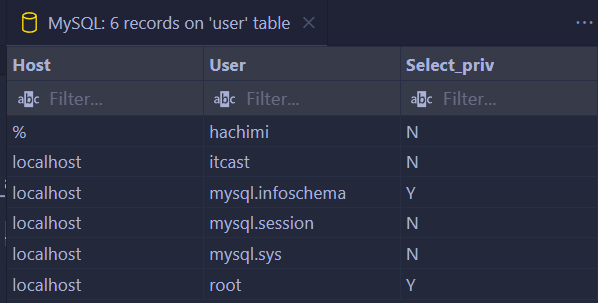 MySQL: 6 records on 'user' table
Host User Select_priv
abc Filter... abc Filter... abc Filter...
% hachimi N
localhost itcast N
localhost mysql.infoschema Y
localhost mysql.session N
localhost mysql.sys N
localhost root Y